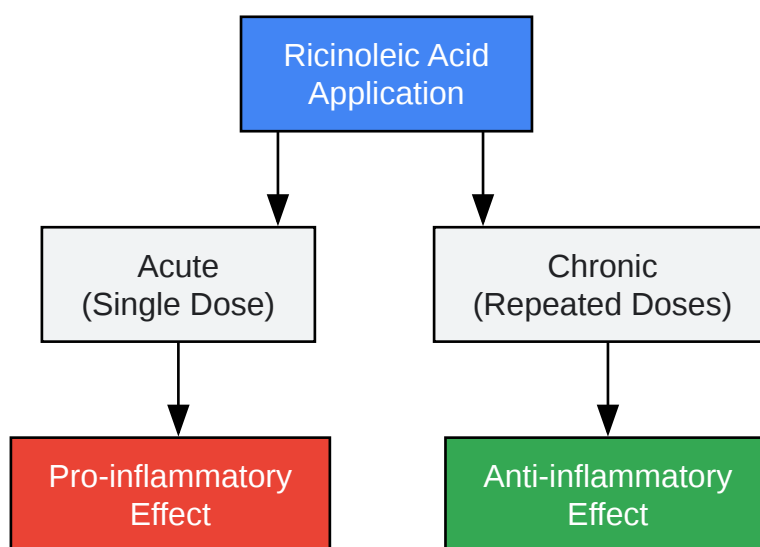 Ricinoleic Acid
Application
Acute
(Single Dose)
Chronic
(Repeated Doses)
Pro-inflammatory
Effect
Anti-inflammatory
Effect